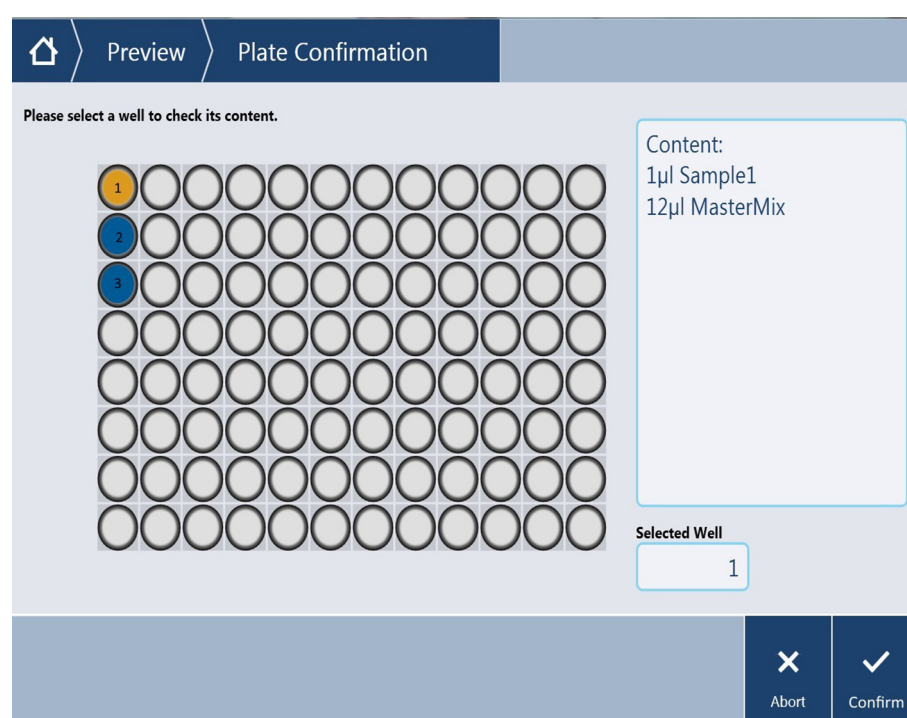 Preview
Plate Confirmation
Please select a well to check its content.
1
2
3
Content:
1µl Sample1
12µl MasterMix
Selected Well
1
Abort
Confirm